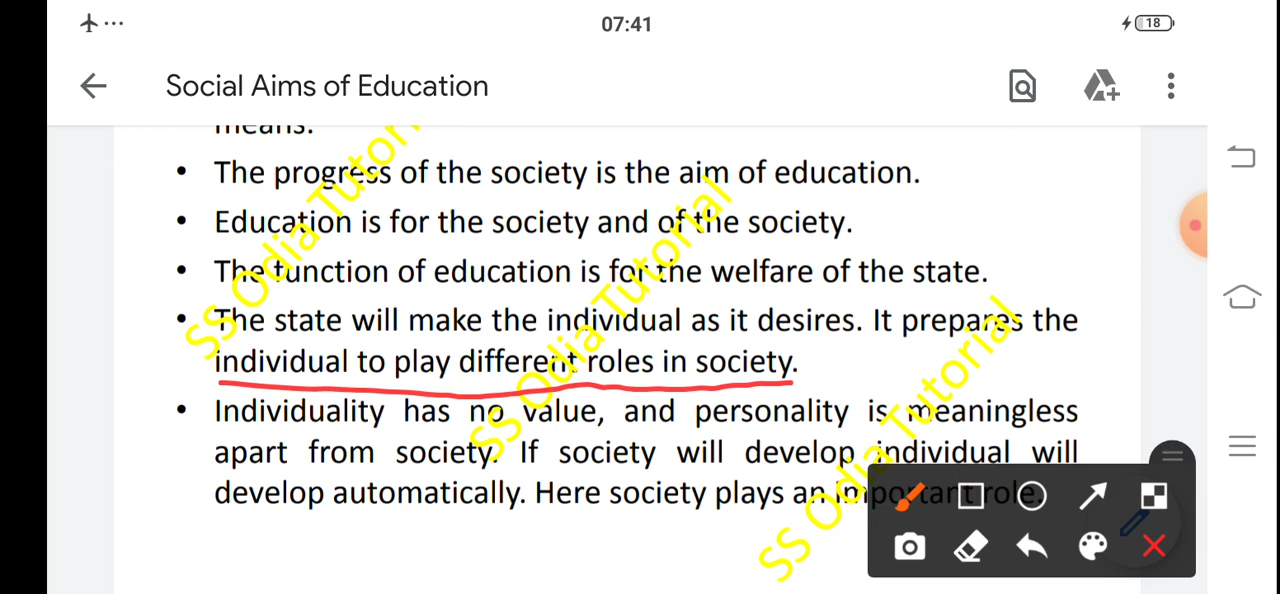 07:41
18
Social Aims of Education
means:
• The progress of the society is the aim of education.
• Education is for the society and of the society.
• The function of education is for the welfare of the state.
• The state will make the individual as it desires. It prepares the
individual to play different roles in society.
• Individuality has no value, and personality is meaningless
apart from society. If society will develop individual will
develop automatically. Here society plays an important role.
SS Odia Tutorial
SS Odia Tutorial
SS Odia Tutorial